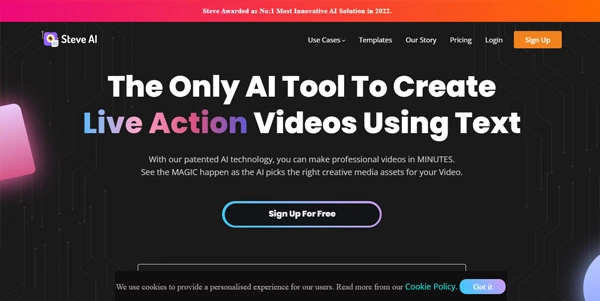 Steve Awarded as No:1 Most Innovative AI Solution in 2022.
Steve AI
Use Cases Templates Our Story Pricing Login Sign Up
The Only AI Tool To Create
Live Action Videos Using Text
With our patented AI technology, you can make professional videos in MINUTES.
See the MAGIC happen as the AI picks the right creative media assets for your Video.
Sign Up For Free
We use cookies to provide a personalised experience for our users. Read more from our Cookie Policy. Got it